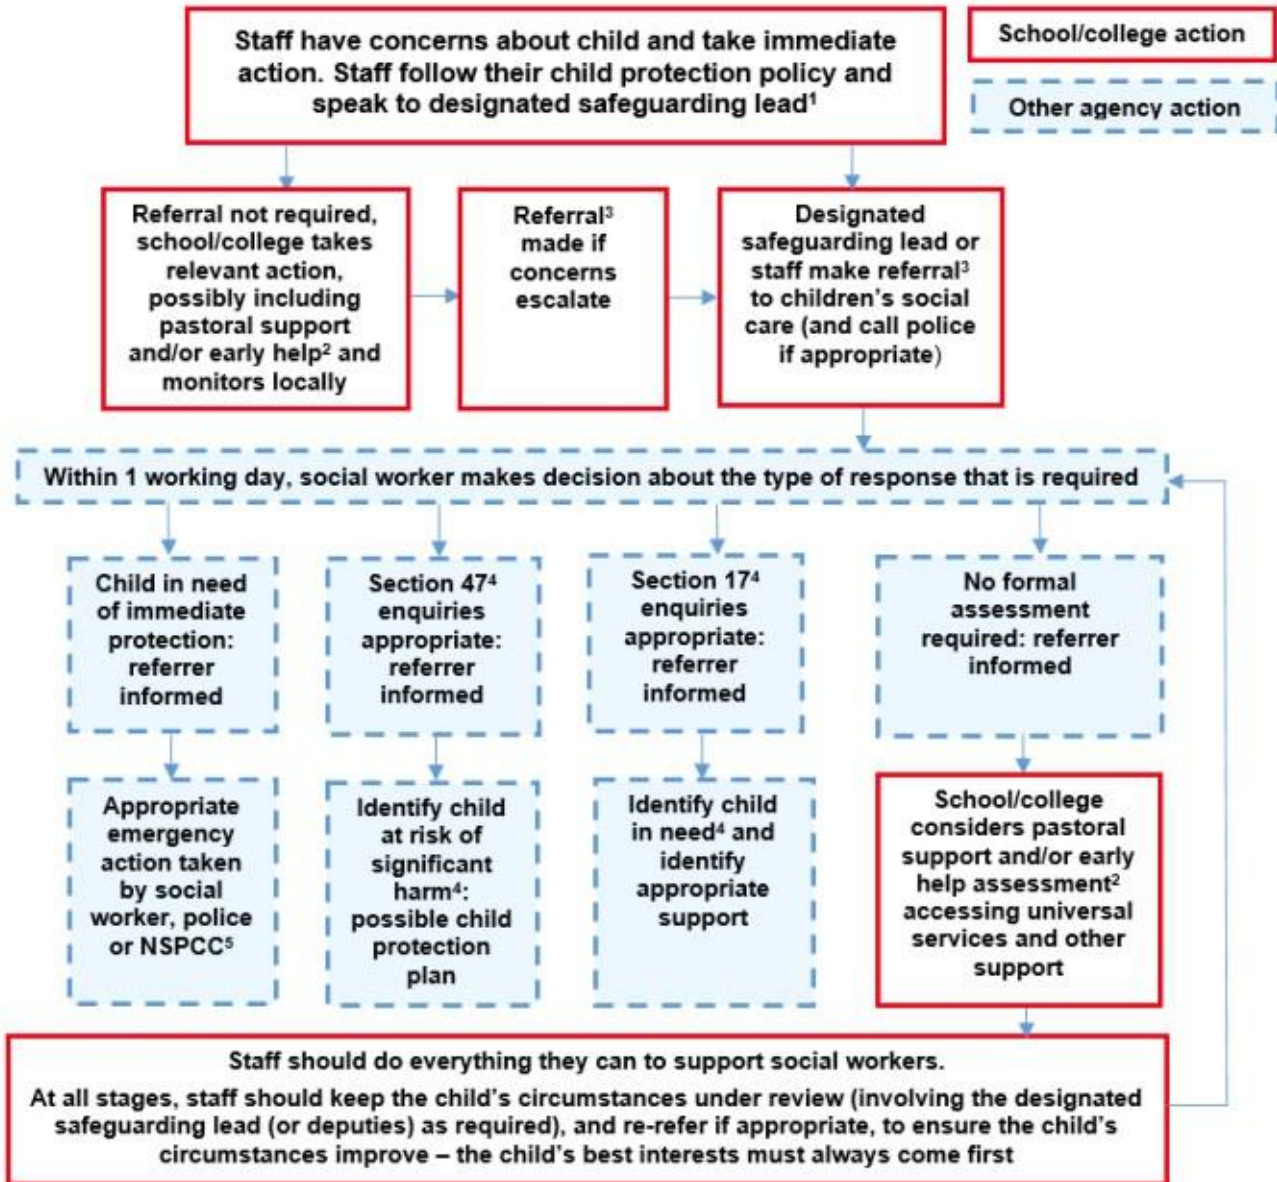 Staff have concerns about child and take immediate
action. Staff follow their child protection policy and
speak to designated safeguarding lead¹
School/college action
Other agency action
Referral not required,
school/college takes
relevant action,
possibly including
pastoral support
and/or early help² and
monitors locally
Referral³
made if
concerns
escalate
Designated
safeguarding lead or
staff make referral³
to children's social
care (and call police
if appropriate)
Within 1 working day, social worker makes decision about the type of response that is required
Child in need
of immediate
protection:
referrer
informed
Section 47⁴
enquiries
appropriate:
referrer
informed
Section 17⁴
enquiries
appropriate:
referrer
informed
No formal
assessment
required: referrer
informed
Appropriate
emergency
action taken
by social
worker, police
or NSPCC⁵
Identify child
at risk of
significant
harm⁴:
possible child
protection
plan
Identify child
in need⁴ and
identify
appropriate
support
School/college
considers pastoral
support and/or early
help assessment²
accessing universal
services and other
support
Staff should do everything they can to support social workers.
At all stages, staff should keep the child's circumstances under review (involving the designated
safeguarding lead (or deputies) as required), and re-refer if appropriate, to ensure the child's
circumstances improve – the child's best interests must always come first